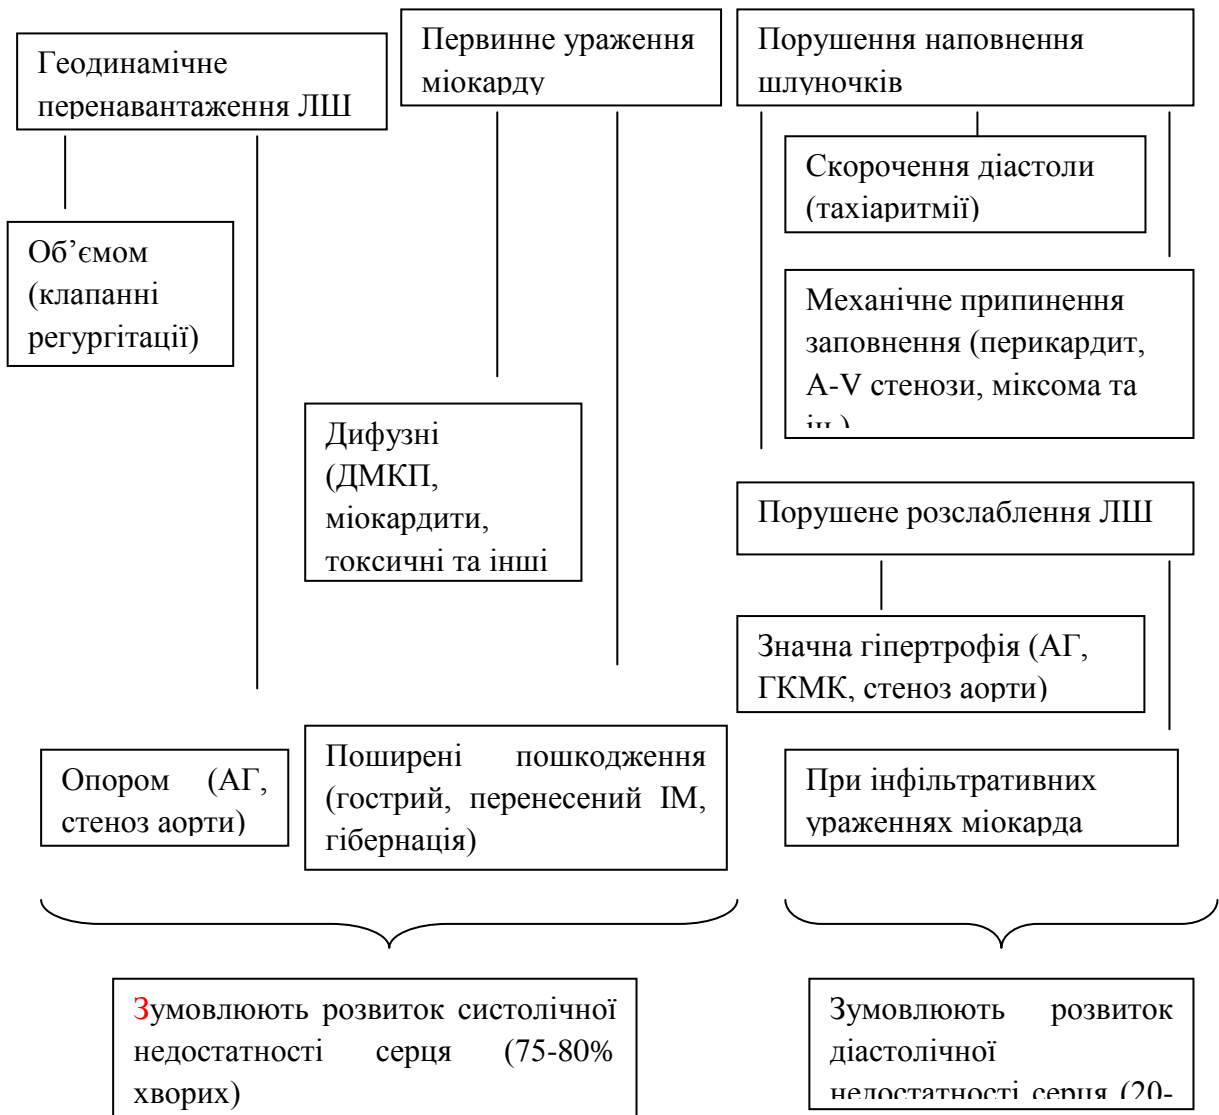 Геодинамічне
перенавантаження ЛШ
Первинне ураження
міокарду
Порушення наповнення
шлуночків
Скорочення діастоли
(тахіаритмії)
Об’ємом
(клапанні
регургітації)
Механічне припинення
заповнення (перикардит,
А-V стенози, міксома та
ін.)
Дифузні
(ДМКП,
міокардити,
токсичні та інші
Порушене розслаблення ЛШ
Значна гіпертрофія (АГ,
ГКМК, стеноз аорти)
Опором (АГ,
стеноз аорти)
Поширені пошкодження
(гострий, перенесений ІМ,
гібернація)
При інфільтративних
ураженнях міокарда
Зумовлюють розвиток систолічної
недостатності серця (75-80%
хворих)
Зумовлюють розвиток
діастолічної
недостатності серця (20-